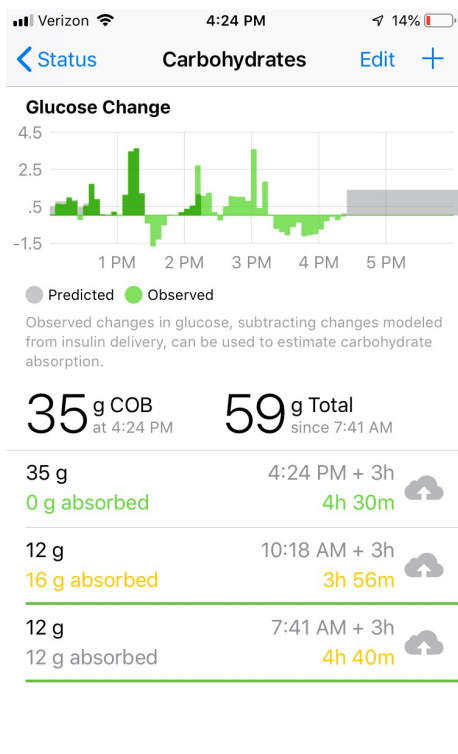 Verizon 4:24 PM 14%
Status Carbohydrates Edit +
Glucose Change
4.5
2.5
.5
-1.5
1 PM 2 PM 3 PM 4 PM 5 PM
Predicted Observed
Observed changes in glucose, subtracting changes modeled
from insulin delivery, can be used to estimate carbohydrate
absorption.
35 g COB at 4:24 PM 59 g Total since 7:41 AM
35 g 4:24 PM + 3h
0 g absorbed 4h 30m
12 g 10:18 AM + 3h
16 g absorbed 3h 56m
12 g 7:41 AM + 3h
12 g absorbed 4h 40m